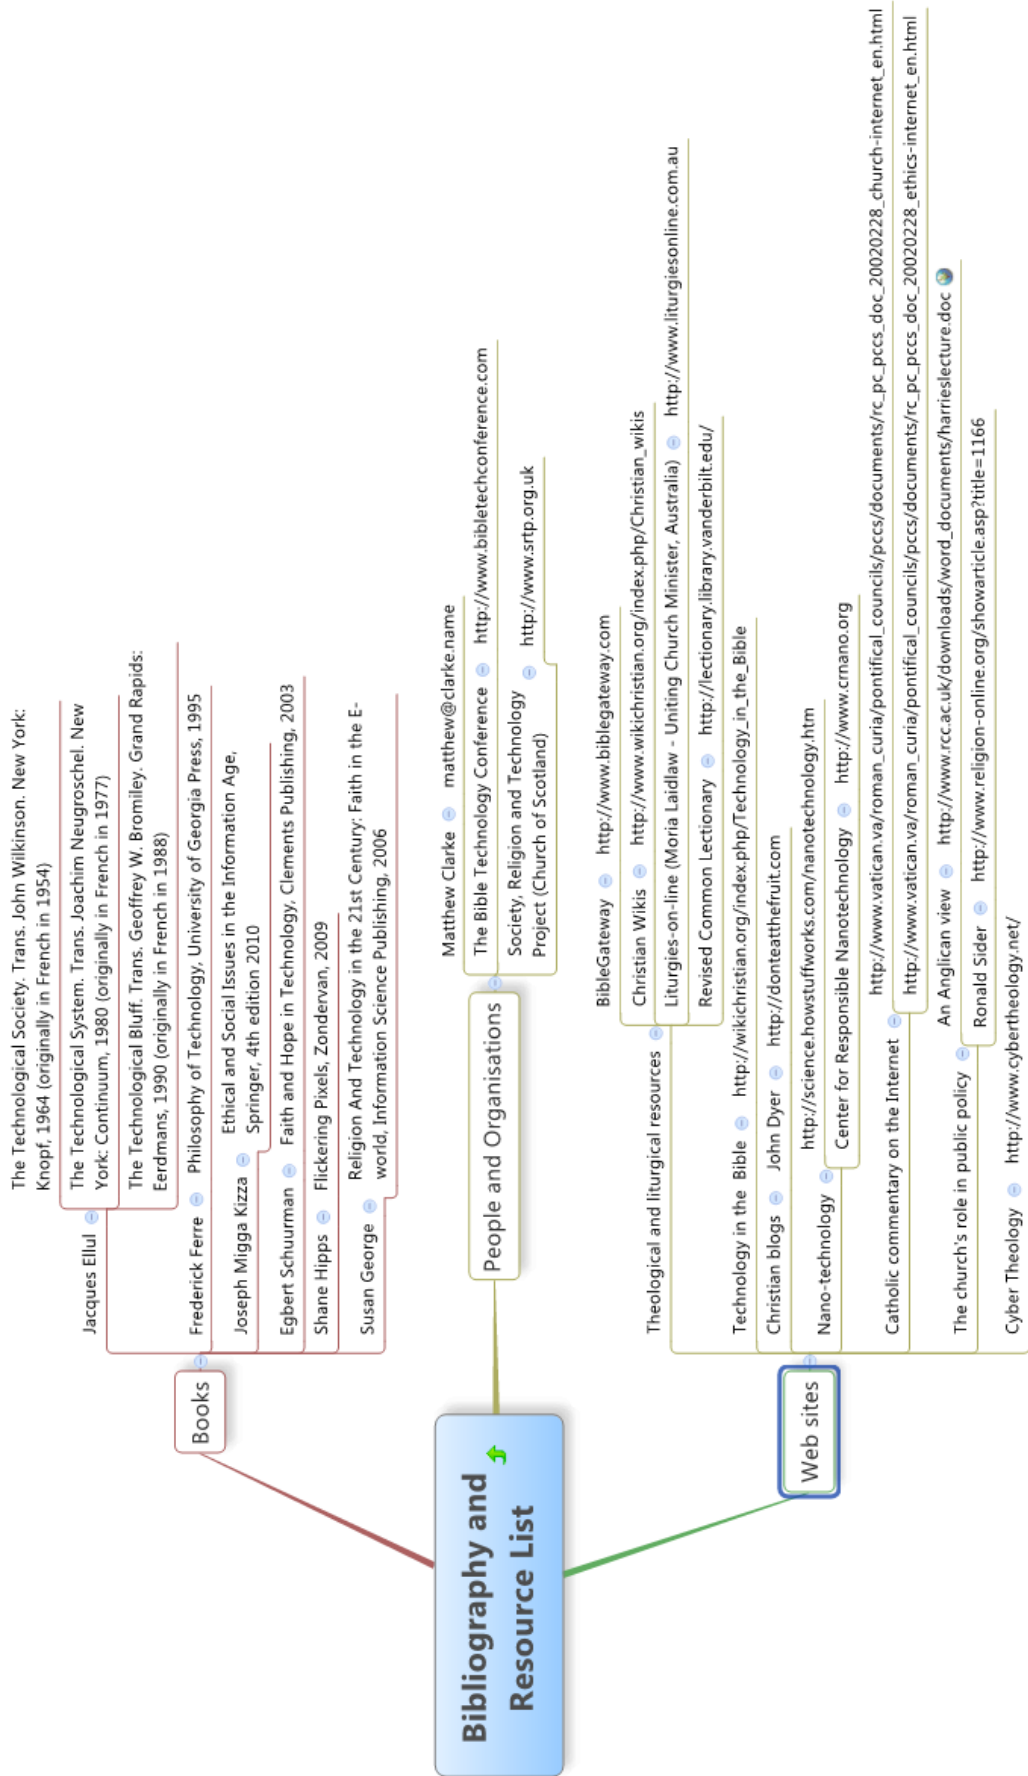 Bibliography and
Resource List
Books
Jacques Ellul
The Technological Society. Trans. John Wilkinson. New York:
Knopf, 1964 (originally in French in 1954)
The Technological System. Trans. Joachim Neugroschel. New
York: Continuum, 1980 (originally in French in 1977)
The Technological Bluff. Trans. Geoffrey W. Bromiley. Grand Rapids:
Eerdmans, 1990 (originally in French in 1988)
Frederick Ferre Philosophy of Technology, University of Georgia Press, 1995
Joseph Migga Kizza
Ethical and Social Issues in the Information Age,
Springer, 4th edition 2010
Egbert Schuurman Faith and Hope in Technology, Clements Publishing, 2003
Shane Hipps Flickering Pixels, Zondervan, 2009
Susan George
Religion And Technology in the 21st Century: Faith in the E-
world, Information Science Publishing, 2006
People and Organisations
Matthew Clarke matthew@clarke.name
The Bible Technology Conference http://www.bibletechconference.com
Society, Religion and Technology
Project (Church of Scotland)
http://www.srtp.org.uk
Web sites
Theological and liturgical resources
BibleGateway http://www.biblegateway.com
Christian Wikis http://www.wikichristian.org/index.php/Christian_wikis
Liturgies-on-line (Moria Laidlaw - Uniting Church Minister, Australia) http://www.liturgiesonline.com.au
Revised Common Lectionary http://lectionary.library.vanderbilt.edu/
Technology in the Bible http://wikichristian.org/index.php/Technology_in_the_Bible
Christian blogs John Dyer http://donteatthefruit.com
Nano-technology
http://science.howstuffworks.com/nanotechnology.htm
Center for Responsible Nanotechnology http://www.crnano.org
Catholic commentary on the Internet
http://www.vatican.va/roman_curia/pontifical_councils/pccs/documents/rc_pc_pccs_doc_20020228_church-internet_en.html
http://www.vatican.va/roman_curia/pontifical_councils/pccs/documents/rc_pc_pccs_doc_20020228_ethics-internet_en.html
The church's role in public policy
An Anglican view http://www.rcc.ac.uk/downloads/word_documents/harrieslecture.doc
Ronald Sider http://www.religion-online.org/showarticle.asp?title=1166
Cyber Theology http://www.cybertheology.net/